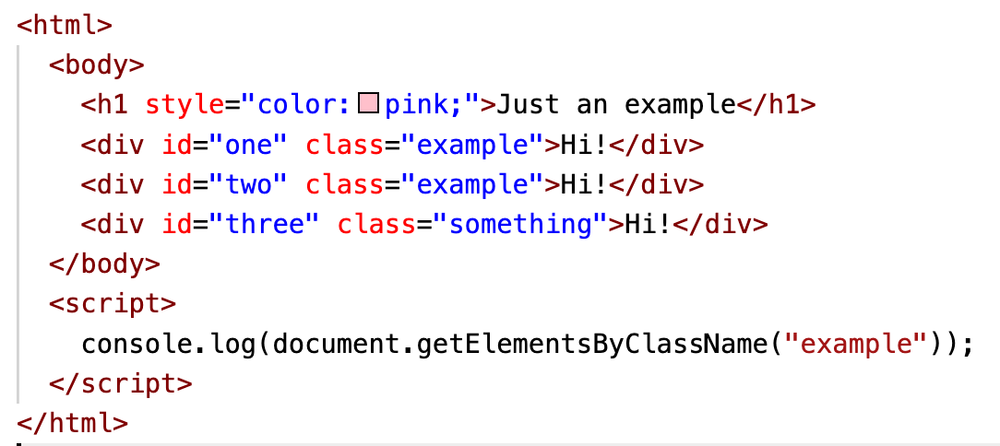 <html>
<body>
<h1 style="color:pink;">Just an example</h1>
<div id="one" class="example">Hi!</div>
<div id="two" class="example">Hi!</div>
<div id="three" class="something">Hi!</div>
</body>
<script>
console.log(document.getElementsByClassName("example"));
</script>
</html>